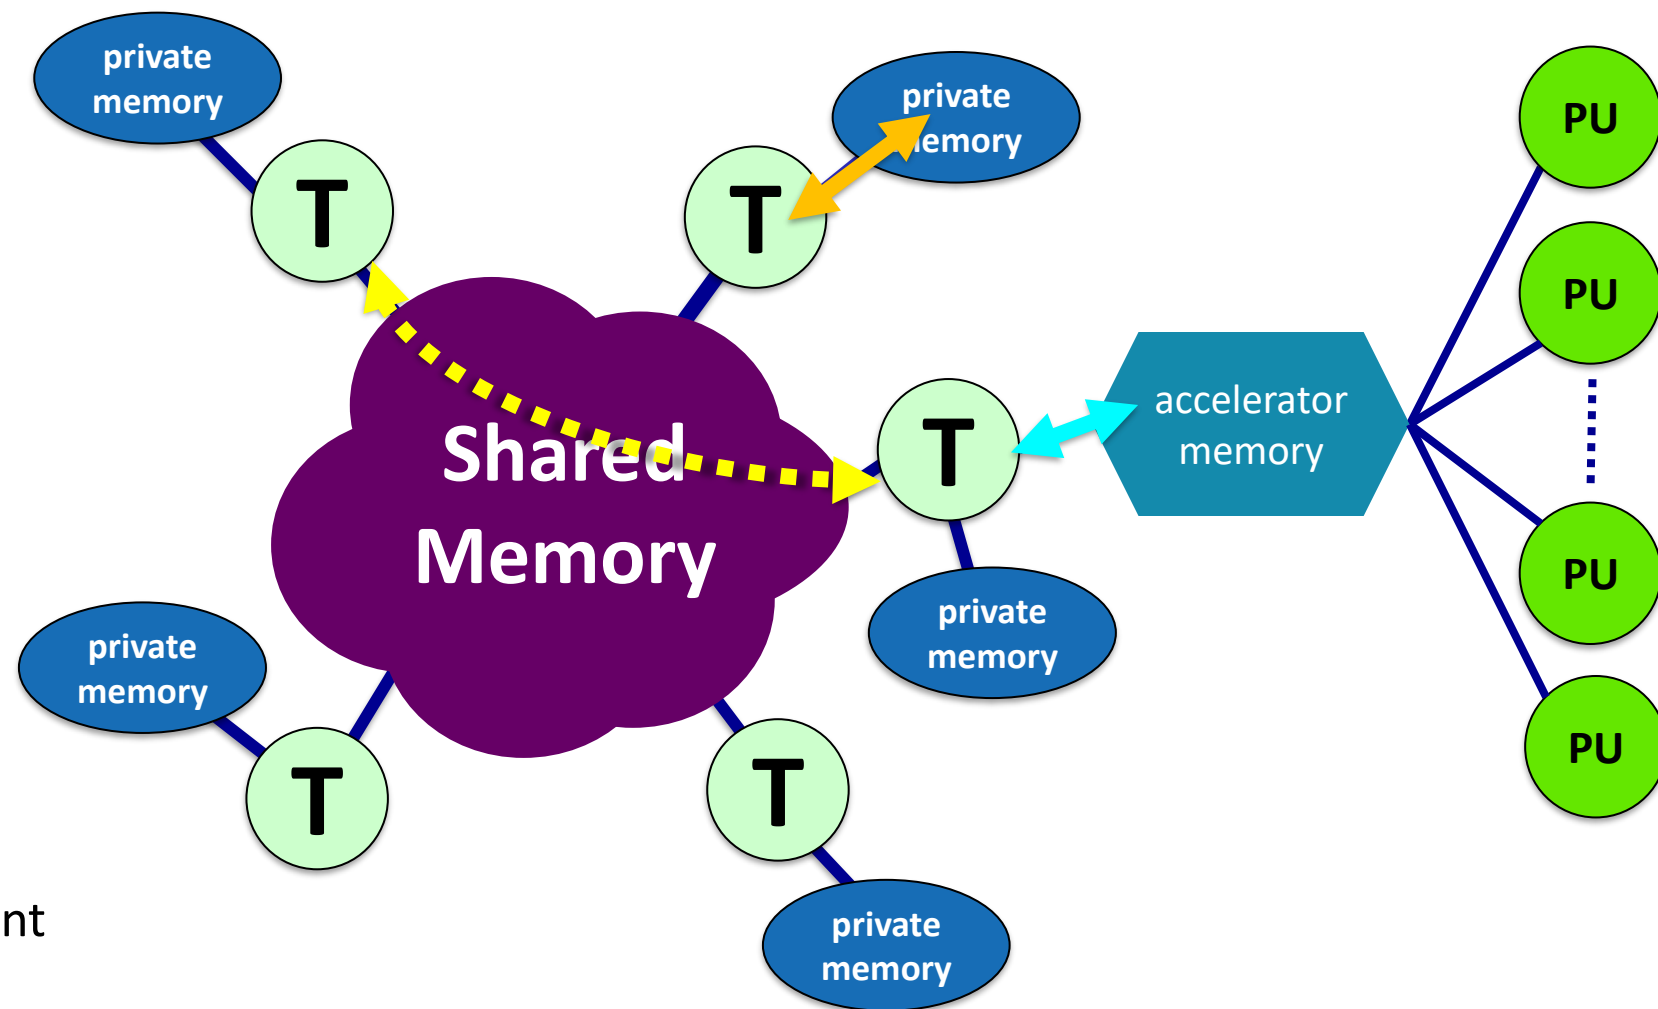 private
memory
private
memory
PU
T
T
PU
accelerator
memory
T
Shared
Memory
PU
private
memory
private
memory
PU
T
T
private
memory
nt